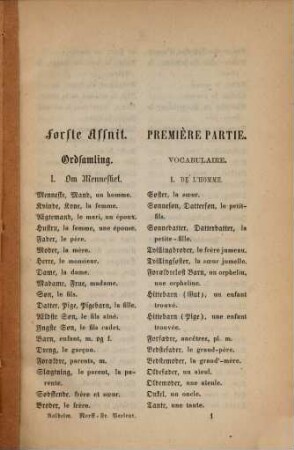 Første Afsnit.
Ordsamling.
1. Om Mennesket.
Menneske, Mand, un homme.
Kvinde, Kone, la femme.
Ægtemand, le mari, un époux.
Hustru, la femme, une épouse.
Fader, le père.
Moder, la mère.
Herre, le monsieur.
Dame, la dame.
Madame, Frue, madame.
Søn, le fils.
Datter, Pige, Pigebarn, la fille.
Ældste Søn, le fils aîné.
Yngste Søn, le fils cadet.
Barn, enfant, m. og f.
Dreng, le garçon.
Forældre, parents, m.
Slægtning, le parent, la parente.
Sødskende, frère et sœur.
Broder, le frère.
PREMIÈRE PARTIE.
VOCABULAIRE.
1. DE L'HOMME.
Søster, la sœur.
Sønnesøn, Dattersøn, le petit-
fils.
Sønnedatter, Datterdatter, la
petite-fille.
Tvillingbroder, le frère jumeau.
Tvillingsøster, la sœur jumelle.
Forældreløst Barn, un orphelin,
une orpheline.
Hittebarn (Gut), un enfant
trouvé.
Hittebarn (Pige), une enfant
trouvée.
Forfædre, ancêtres, pl. m.
Bedstefader, le grand-père.
Bedstemoder, la grand'-mère.
Oldefader, un aïeul.
Oldemoder, une aïeule.
Onkel, un oncle.
Tante, une tante.
1